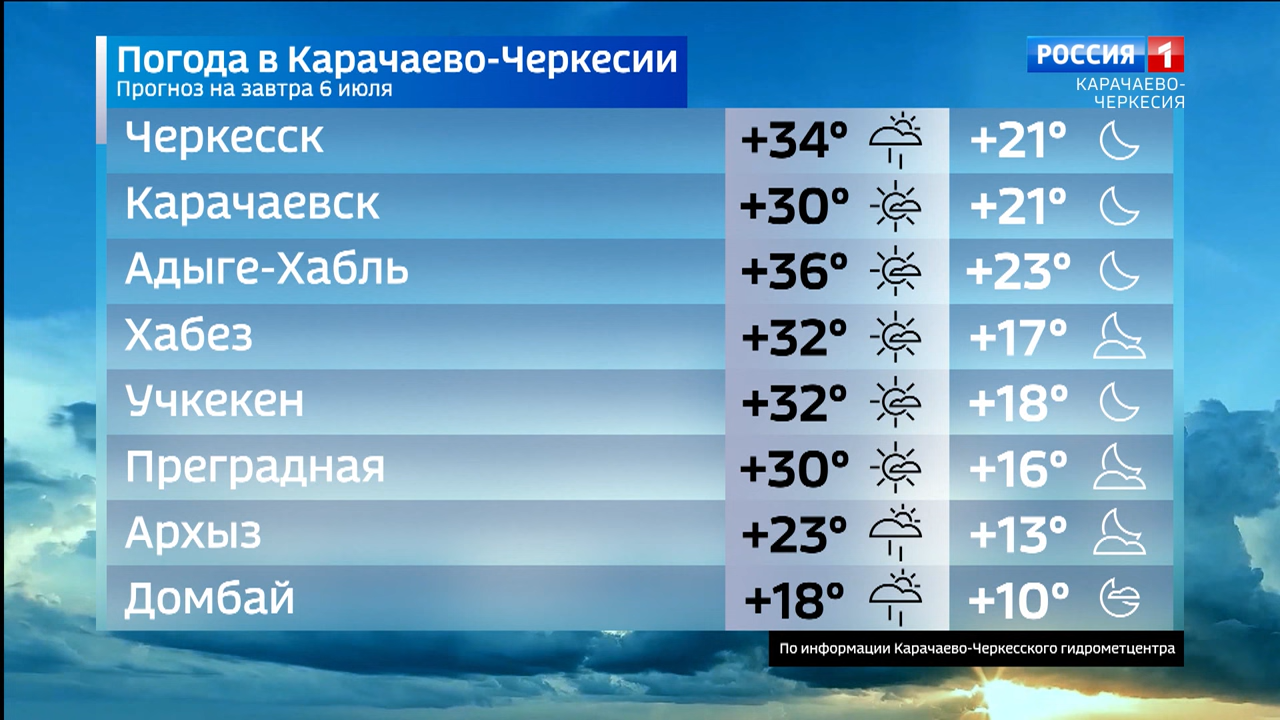 Погода в Карачаево-Черкесии
Прогноз на завтра 6 июля
РОССИЯ 1
КАРАЧАЕВО-
ЧЕРКЕСИЯ
Черкесск +34° +21°
Карачаевск +30° +21°
Адыге-Хабль +36° +23°
Хабез +32° +17°
Учкекен +32° +18°
Преградная +30° +16°
Архыз +23° +13°
Домбай +18° +10°
По информации Карачаево-Черкесского гидрометцентра